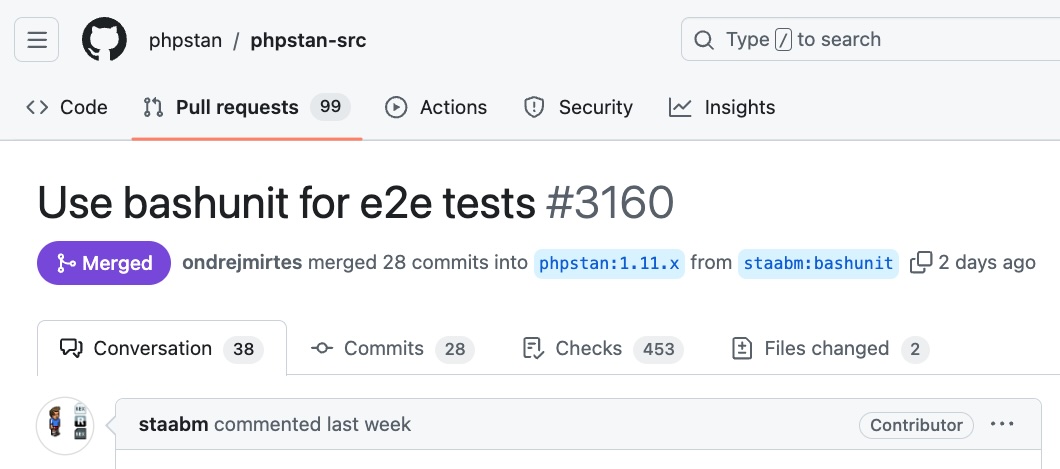 phpstan / phpstan-src
Type / to search
Code
Pull requests 99
Actions
Security
Insights
Use bashunit for e2e tests #3160
Merged ondrejmirtes merged 28 commits into phpstan:1.11.x from staabm:bashunit 2 days ago
Conversation 38
Commits 28
Checks 453
Files changed 2
staabm commented last week
Contributor